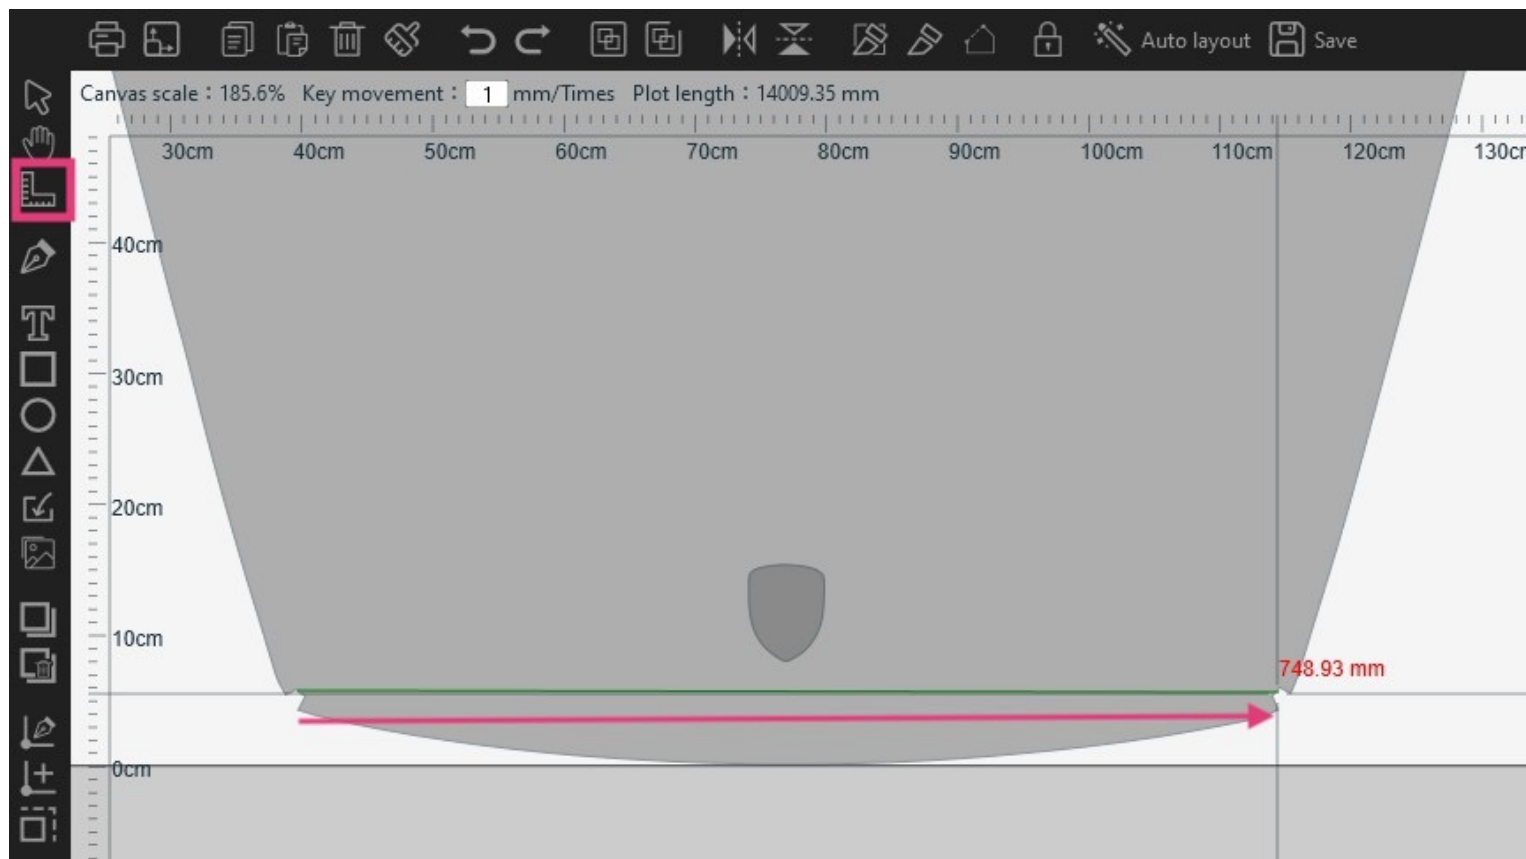 Auto layout Save
Canvas scale : 185.6% Key movement : 1 mm/Times Plot length : 14009.35 mm
30cm 40cm 50cm 60cm 70cm 80cm 90cm 100cm 110cm 120cm 130cr
40cm
30cm
20cm
10cm
748.93 mm
0cm